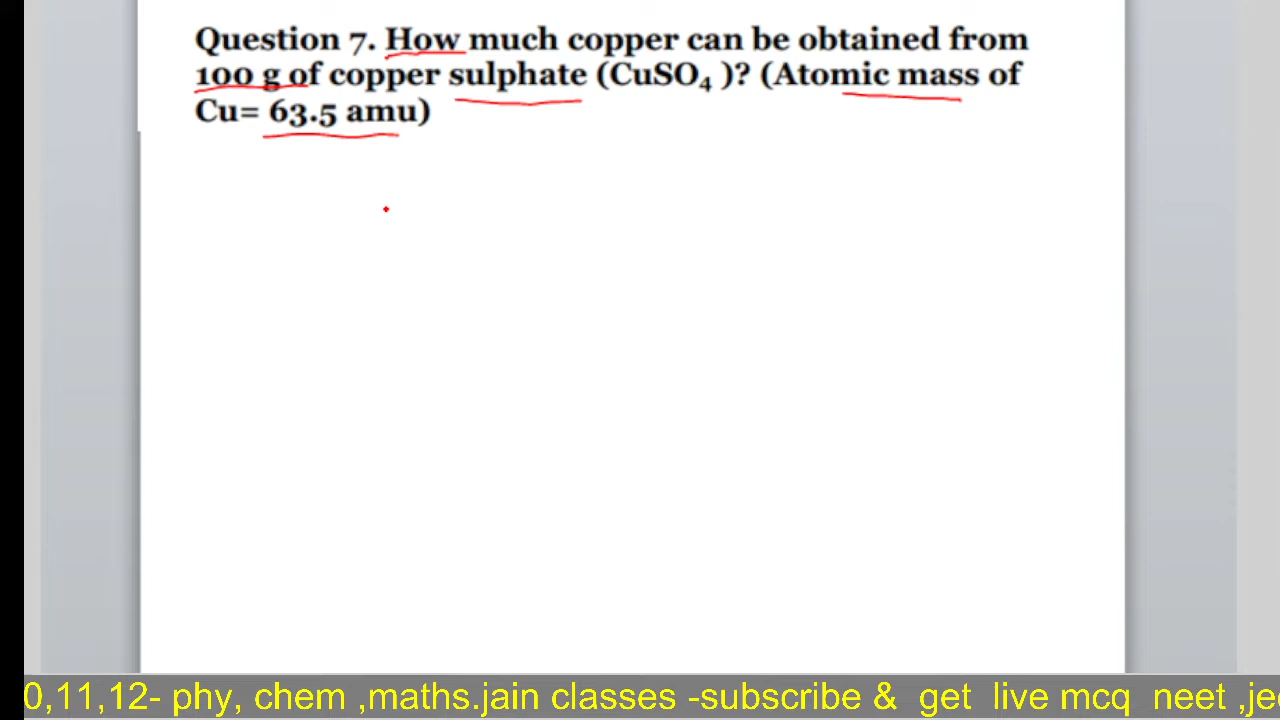 Question 7. How much copper can be obtained from
100 g of copper sulphate (CuSO₄ )? (Atomic mass of
Cu= 63.5 amu)
0,11,12- phy, chem ,maths.jain classes -subscribe & get live mcq neet ,je